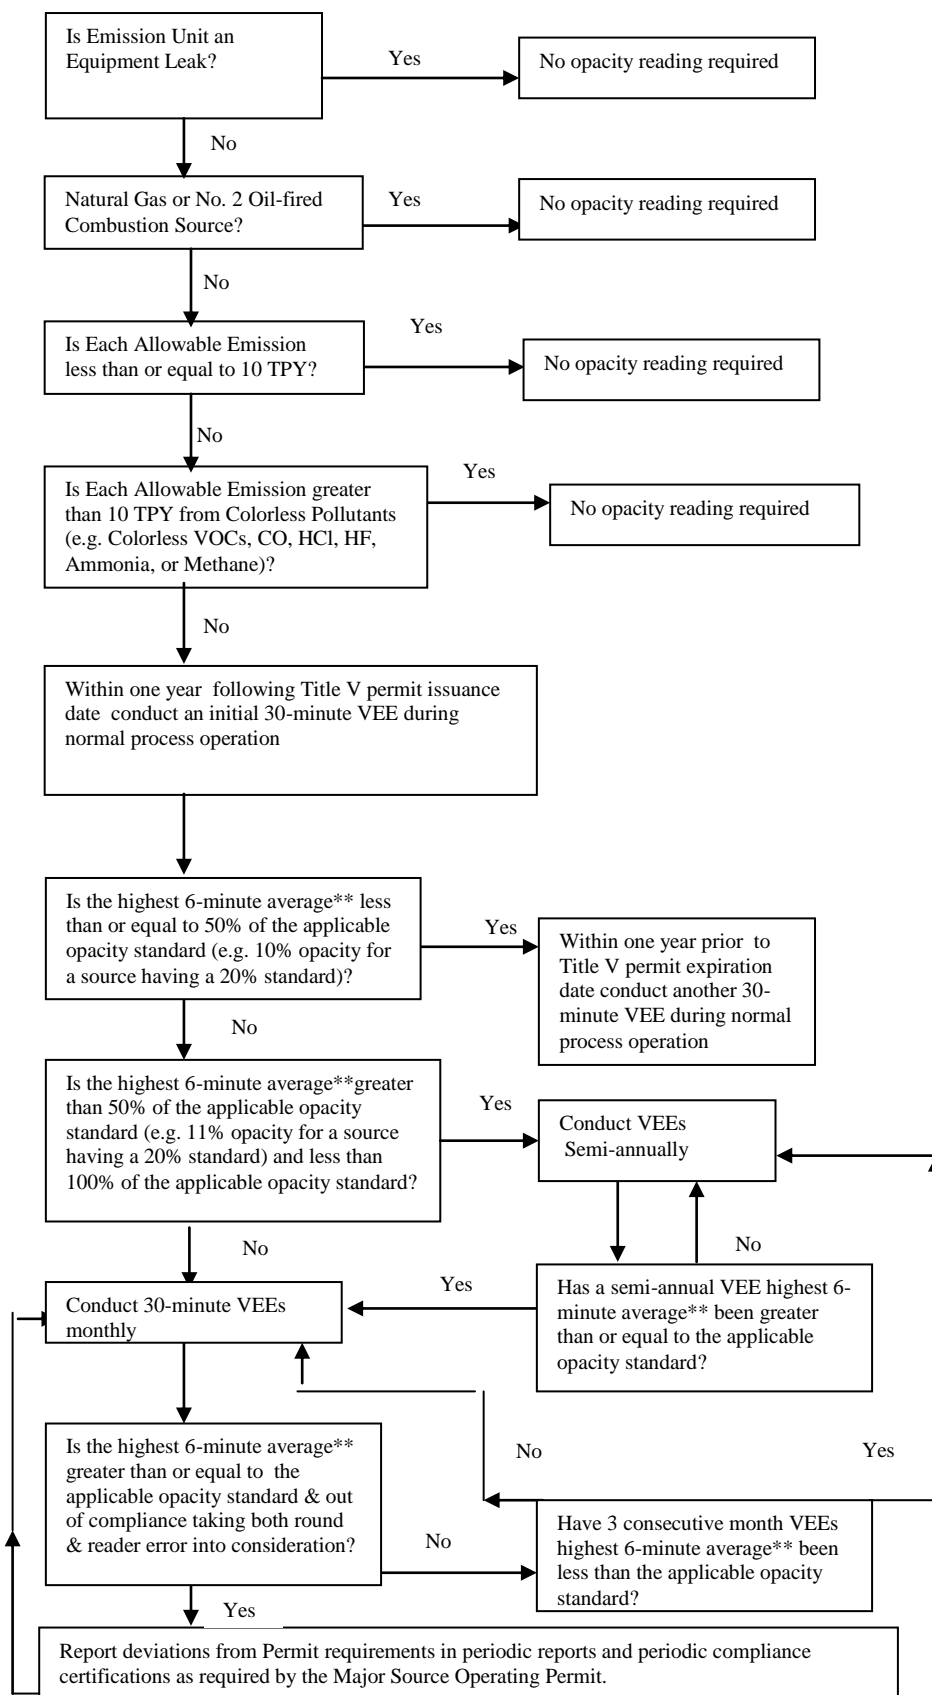 Is Emission Unit an
Equipment Leak?
Yes
No opacity reading required
No
Natural Gas or No. 2 Oil-fired
Combustion Source?
Yes
No opacity reading required
No
Is Each Allowable Emission
less than or equal to 10 TPY?
Yes
No opacity reading required
No
Is Each Allowable Emission greater
than 10 TPY from Colorless Pollutants
(e.g. Colorless VOCs, CO, HCl, HF,
Ammonia, or Methane)?
Yes
No opacity reading required
No
Within one year  following Title V permit issuance
date  conduct an initial 30-minute VEE during
normal process operation
Is the highest 6-minute average** less
than or equal to 50% of the applicable
opacity standard (e.g. 10% opacity for
a source having a 20% standard)?
Yes
Within one year prior  to
Title V permit expiration
date conduct another 30-
minute VEE during normal
process operation
No
Is the highest 6-minute average**greater
than 50% of the applicable opacity
standard (e.g. 11% opacity for a source
having a 20% standard) and less than
100% of the applicable opacity standard?
Yes
Conduct VEEs
Semi-annually
No
No
Conduct 30-minute VEEs
monthly
Yes
Has a semi-annual VEE highest 6-
minute average** been greater
than or equal to the applicable
opacity standard?
Is the highest 6-minute average**
greater than or equal to  the
applicable opacity standard & out
of compliance taking both round
& reader error into consideration?
No
No
Yes
Have 3 consecutive month VEEs
highest 6-minute average** been
less than the applicable opacity
standard?
Yes
Report deviations from Permit requirements in periodic reports and periodic compliance
certifications as required by the Major Source Operating Permit.